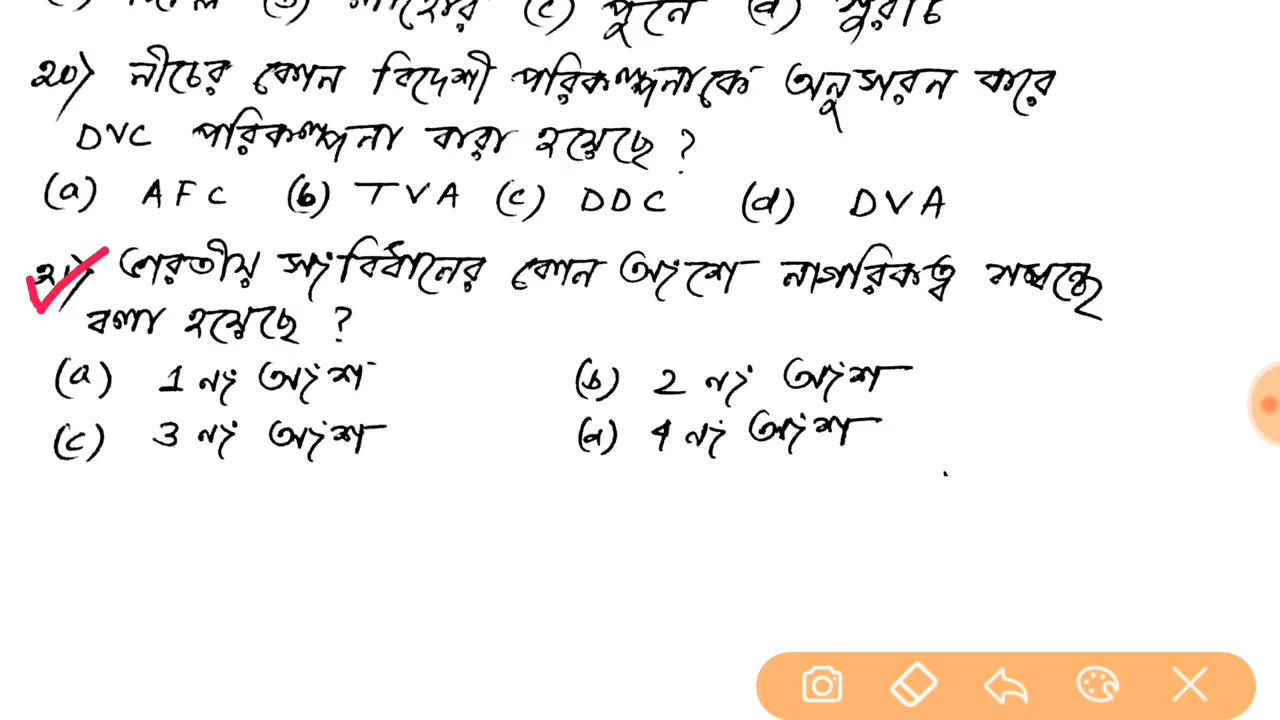 (c) পুনে (d) সুরাট
২০) নীচের কোন বিদেশী পরিকল্পনাকে অনুসরন করে
DVC পরিকল্পনা করা হয়েছে ?
(a) AFC (b) TVA (c) DDC (d) DVA
২১) ভারতীয় সংবিধানের কোন অংশে নাগরিকত্ব সম্বন্ধে
বলা হয়েছে ?
(a) 1 নং অংশ (b) 2 নং অংশ
(c) 3 নং অংশ (d) 4 নং অংশ